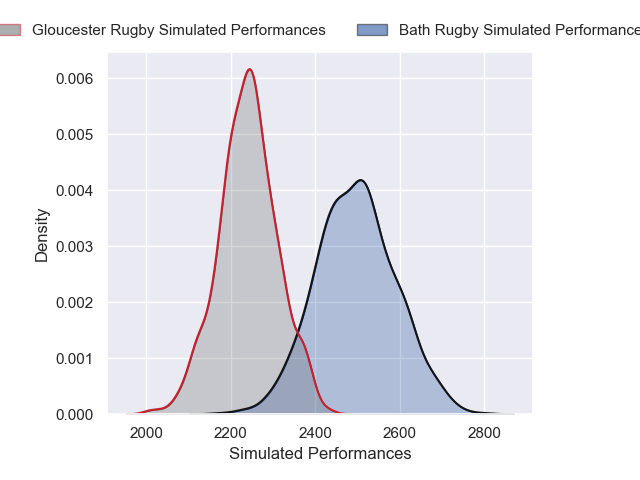 Gloucester Rugby Simulated Performances Bath Rugby Simulated Performance
0.006
0.005
0.004
0.003
0.002
0.001
0.000
Density
2000 2200 2400 2600 2800
Simulated Performances